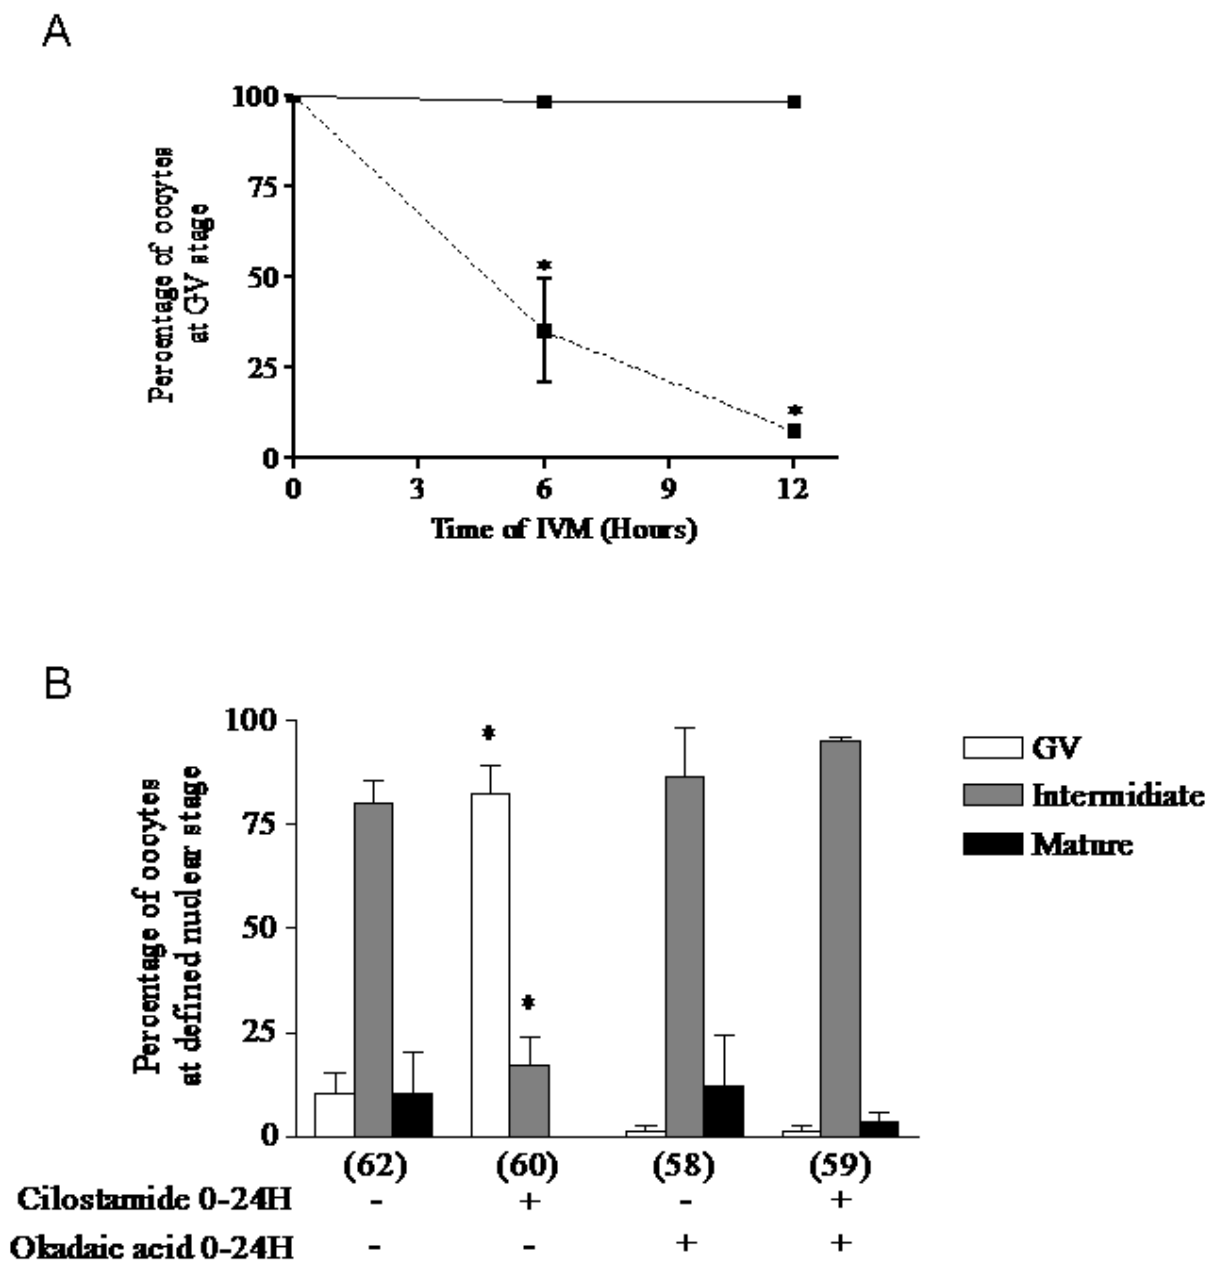 A
100
75
50
25
0
Percentage of oocytes
at GV stage
*
*
0 3 6 9 12
Time of IVM (Hours)
B
100
75
50
25
0
Percentage of oocytes
at defined nuclear stage
*
*
GV
Intermidiate
Mature
(62) (60) (58) (59)
Cilostamide 0-24H - + - +
Okadaic acid 0-24H - - + +